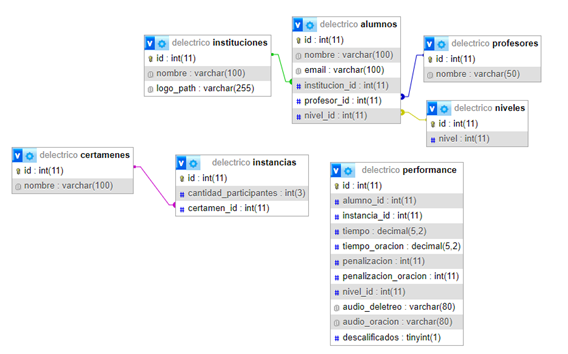 delectrico instituciones
id : int(11)
nombre : varchar(100)
logo_path : varchar(255)
delectrico alumnos
id : int(11)
nombre : varchar(100)
email : varchar(100)
institucion_id : int(11)
profesor_id : int(11)
nivel_id : int(11)
delectrico profesores
id : int(11)
nombre : varchar(50)
delectrico niveles
id : int(11)
nivel : int(11)
delectrico certamenes
id : int(11)
nombre : varchar(100)
delectrico instancias
id : int(11)
cantidad_participantes : int(3)
certamen_id : int(11)
delectrico performance
id : int(11)
alumno_id : int(11)
instancia_id : int(11)
tiempo : decimal(5,2)
tiempo_oracion : decimal(5,2)
penalizacion : int(11)
penalizacion_oracion : int(11)
nivel_id : int(11)
audio_deletreo : varchar(80)
audio_oracion : varchar(80)
descalificados : tinyint(1)